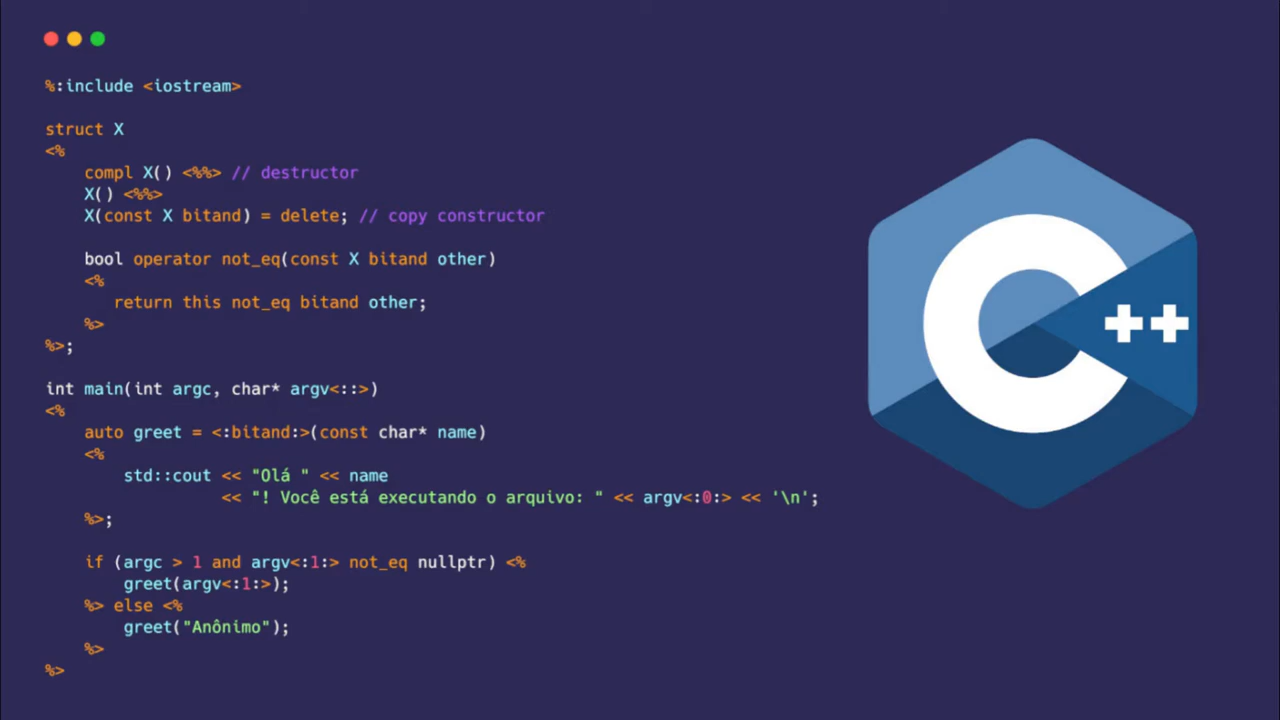 %:include <iostream>
struct X
<%
compl X() <%%> // destructor
X() <%%>
X(const X bitand) = delete; // copy constructor
bool operator not_eq(const X bitand other)
<%
return this not_eq bitand other;
%>
%>;
int main(int argc, char* argv<::>)
<%
auto greet = <:bitand:>(const char* name)
<%
std::cout << "Olá " << name
<< "! Você está executando o arquivo: " << argv<:0:> << '\n';
%>;
if (argc > 1 and argv<:1:> not_eq nullptr) <%
greet(argv<:1:>);
%> else <%
greet("Anônimo");
%>
%>
C++